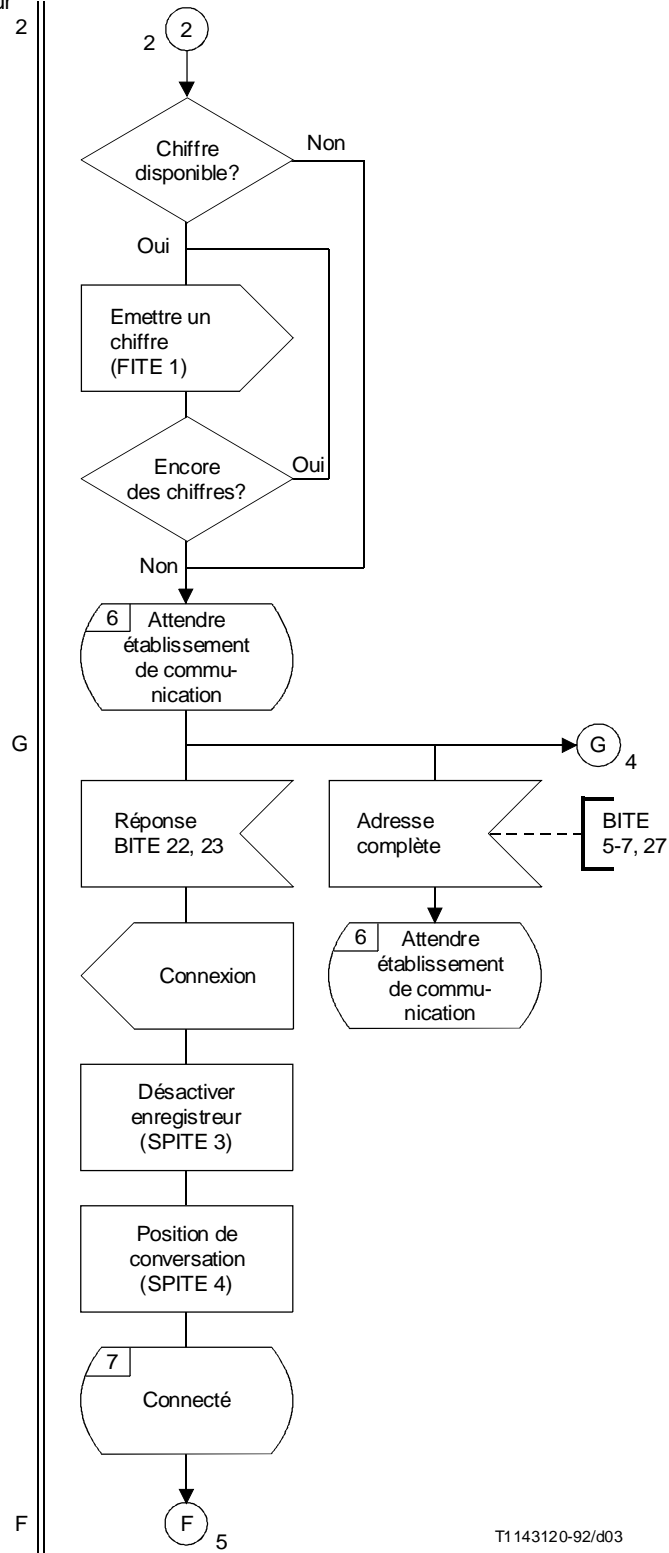 ur
2
2
2
Chiffre
disponible?
Non
Oui
Emettre un
chiffre
(FITE 1)
Encore
des chiffres?
Oui
Non
6
Attendre
établissement
de commu-
nication
G
G
4
Réponse
BITE 22, 23
Adresse
complète
BITE
5-7, 27
Connexion
6
Attendre
établissement
de commu-
nication
Désactiver
enregistreur
(SPITE 3)
Position de
conversation
(SPITE 4)
7
Connecté
F
F
5
T1143120-92/d03